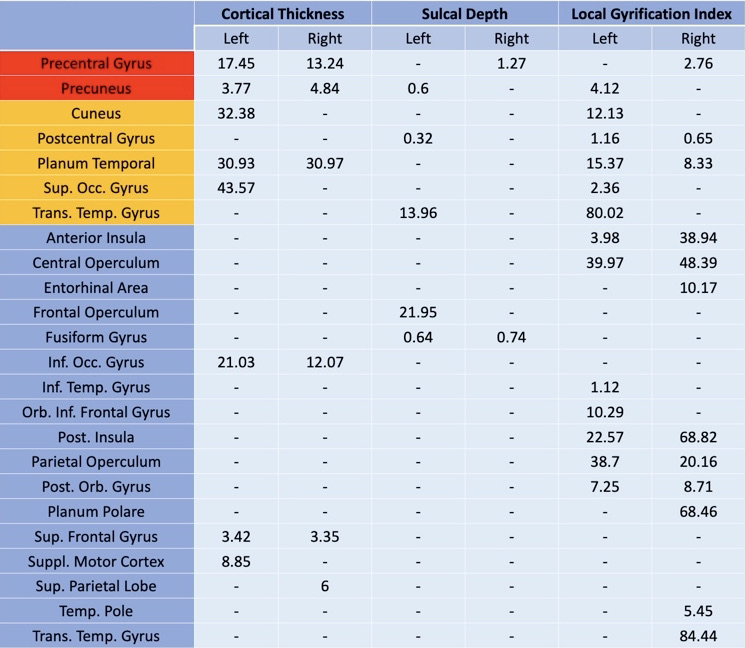 Cortical Thickness Sulcal Depth Local Gyrification Index
Left Right Left Right Left Right
Precentral Gyrus 17.45 13.24 - 1.27 - 2.76
Precuneus 3.77 4.84 0.6 - 4.12 -
Cuneus 32.38 - - - 12.13 -
Postcentral Gyrus - - 0.32 - 1.16 0.65
Planum Temporal 30.93 30.97 - - 15.37 8.33
Sup. Occ. Gyrus 43.57 - - - 2.36 -
Trans. Temp. Gyrus - - 13.96 - 80.02 -
Anterior Insula - - - - 3.98 38.94
Central Operculum - - - - 39.97 48.39
Entorhinal Area - - - - - 10.17
Frontal Operculum - - 21.95 - - -
Fusiform Gyrus - - 0.64 0.74 - -
Inf. Occ. Gyrus 21.03 12.07 - - - -
Inf. Temp. Gyrus - - - - 1.12 -
Orb. Inf. Frontal Gyrus - - - - 10.29 -
Post. Insula - - - - 22.57 68.82
Parietal Operculum - - - - 38.7 20.16
Post. Orb. Gyrus - - - - 7.25 8.71
Planum Polare - - - - - 68.46
Sup. Frontal Gyrus 3.42 3.35 - - - -
Suppl. Motor Cortex 8.85 - - - - -
Sup. Parietal Lobe - 6 - - - -
Temp. Pole - - - - - 5.45
Trans. Temp. Gyrus - - - - - 84.44